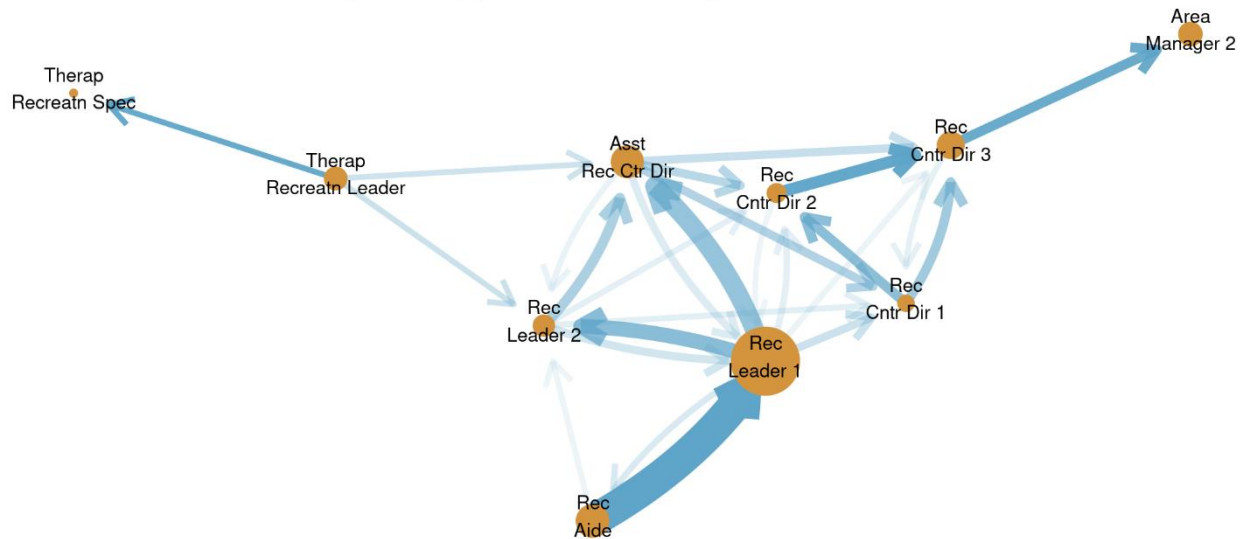 Area
Manager 2
Therap
Recreatn Spec
Rec
Cntr Dir 3
Asst
Rec Ctr Dir
Therap
Recreatn Leader
Rec
Cntr Dir 2
Rec
Cntr Dir 1
Rec
Leader 2
Rec
Leader 1
Rec
Aide